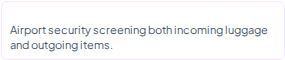 Airport security screening both incoming luggage
and outgoing items.